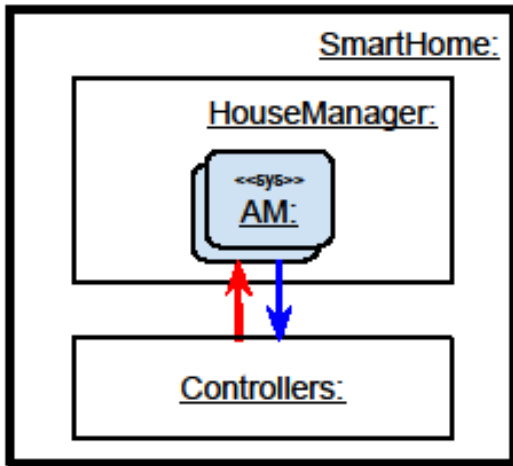 SmartHome:
HouseManager:
<<sys>>
AM:
Controllers: